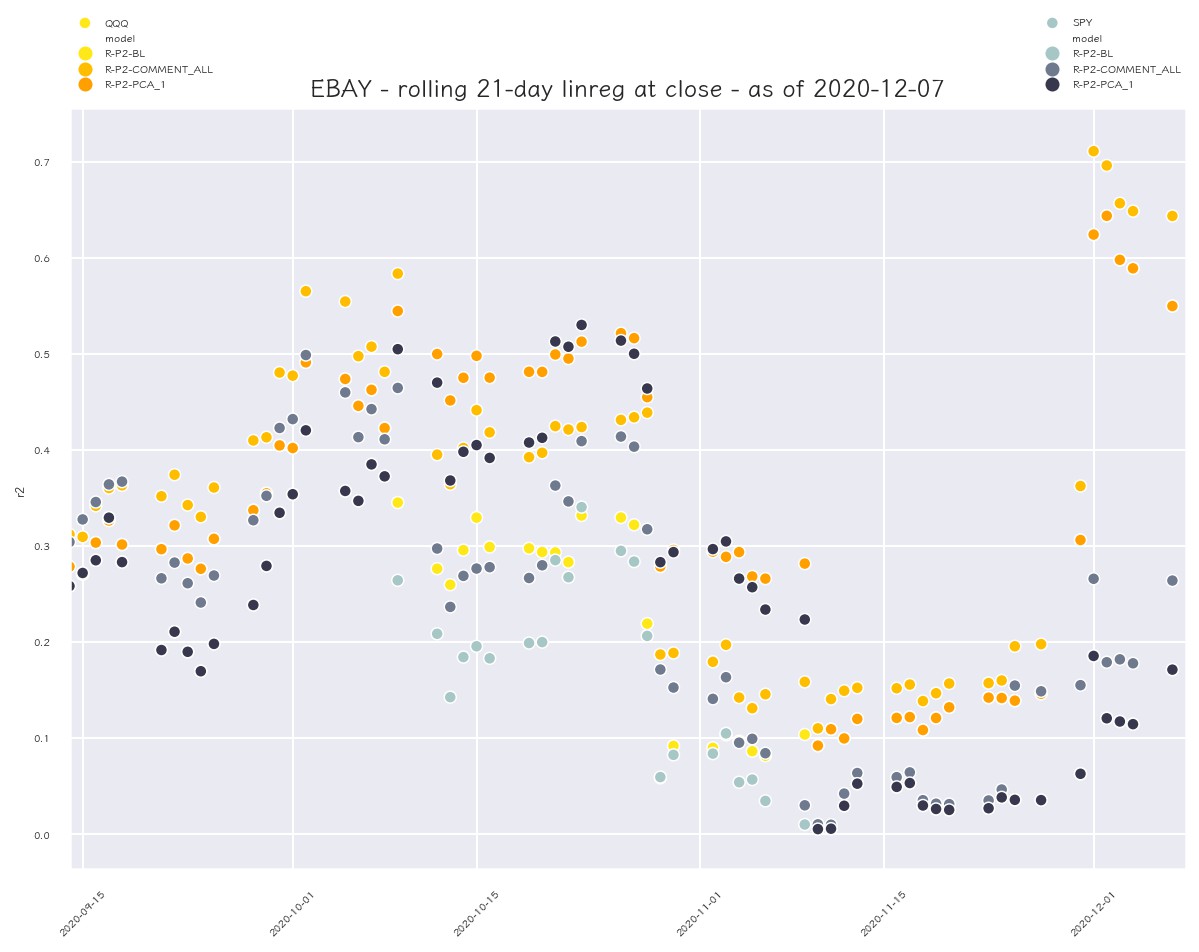 QQQ
model
R-P2-BL
R-P2-COMMENT_ALL
R-P2-PCA_1
SPY
model
R-P2-BL
R-P2-COMMENT_ALL
R-P2-PCA_1
EBAY - rolling 21-day linreg at close - as of 2020-12-07
0.7
0.6
0.5
0.4
0.3
0.2
0.1
0.0
r2
2020-09-15
2020-10-01
2020-10-15
2020-11-01
2020-11-15
2020-12-01